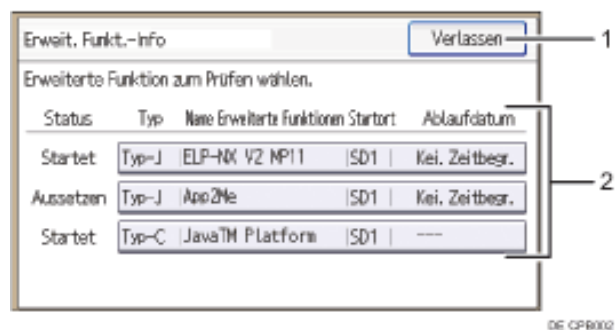 Erweit. Funkt.-Info Verlassen 1
Erweiterte Funktion zum Prüfen wählen.
Status Typ Name Erweiterte Funktionen Startort Ablaufdatum
Startet Typ-J ELP-NX V2 MP11 SD1 Kei. Zeitbegr.
Aussetzen Typ-J App2Me SD1 Kei. Zeitbegr.
2
Startet Typ-C JavaTM Platform SD1 ---
DE CPB002